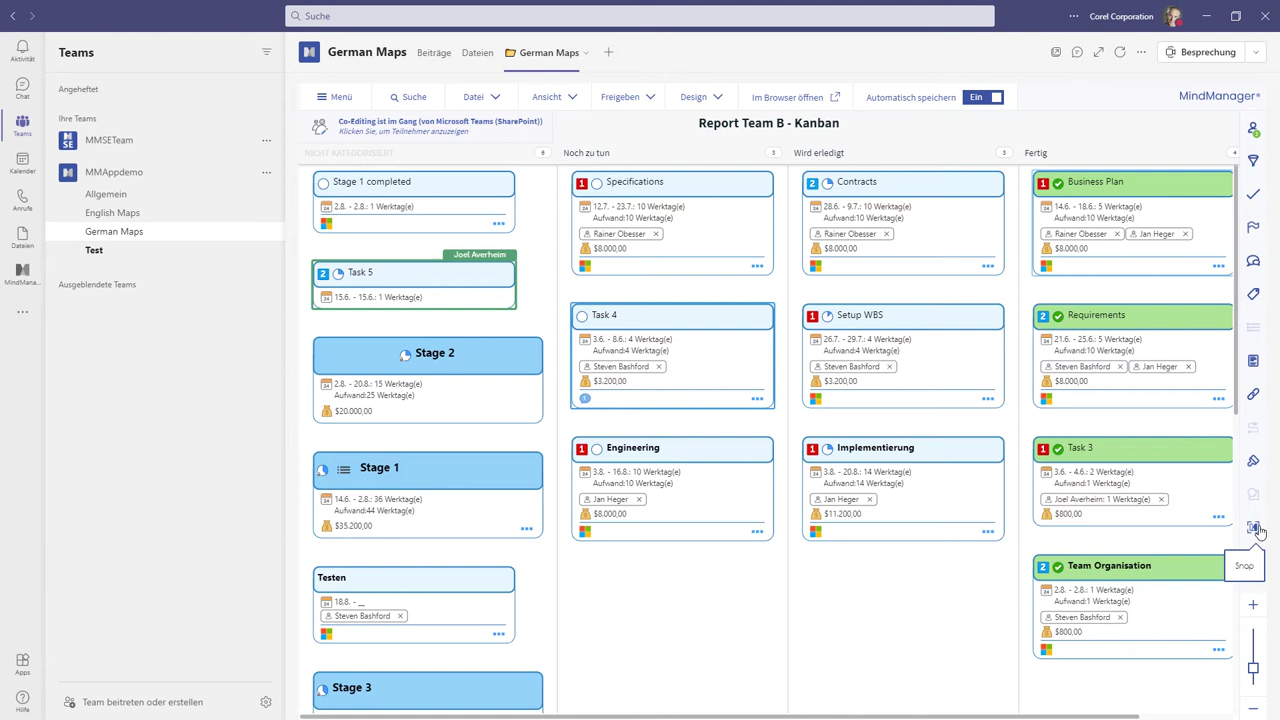 Suche
Corel Corporation
Aktivität
Chat
Teams
Kalender
Anrufe
Dateien
MindMana...
Apps
Hilfe
Teams
Angeheftet
Ihre Teams
MMSETeam
MMAppdemo
Allgemein
English Maps
German Maps
Test
Ausgeblendete Teams
Team beitreten oder erstellen
German Maps
Beiträge
Dateien
German Maps
Besprechung
Menü
Suche
Datei
Ansicht
Freigeben
Design
Im Browser öffnen
Automatisch speichern
Ein
MindManager®
Co-Editing ist im Gang (von Microsoft Teams (SharePoint))
Klicken Sie, um Teilnehmer anzuzeigen
Report Team B - Kanban
NICHT KATEGORISIERT
6
Stage 1 completed
2.8. - 2.8.: 1 Werktag(e)
Joel Averheim
2 Task 5
15.6. - 15.6.: 1 Werktag(e)
Stage 2
2.8. - 20.8.: 15 Werktag(e)
Aufwand:25 Werktag(e)
$20.000,00
Stage 1
14.6. - 2.8.: 36 Werktag(e)
Aufwand:44 Werktag(e)
$35.200,00
Testen
18.8. - __
Steven Bashford
Stage 3
Noch zu tun
3
1 Specifications
12.7. - 23.7.: 10 Werktag(e)
Aufwand:10 Werktag(e)
Rainer Obesser
$8.000,00
Task 4
3.6. - 8.6.: 4 Werktag(e)
Aufwand:4 Werktag(e)
Steven Bashford
$3.200,00
1 Engineering
3.8. - 16.8.: 10 Werktag(e)
Aufwand:10 Werktag(e)
Jan Heger
$8.000,00
Wird erledigt
3
2 Contracts
28.6. - 9.7.: 10 Werktag(e)
Aufwand:10 Werktag(e)
Rainer Obesser
$8.000,00
1 Setup WBS
26.7. - 29.7.: 4 Werktag(e)
Aufwand:4 Werktag(e)
Steven Bashford
$3.200,00
1 Implementierung
3.8. - 20.8.: 14 Werktag(e)
Aufwand:14 Werktag(e)
Jan Heger
$11.200,00
Fertig
4
1 Business Plan
14.6. - 18.6.: 5 Werktag(e)
Aufwand:10 Werktag(e)
Rainer Obesser Jan Heger
$8.000,00
2 Requirements
21.6. - 25.6.: 5 Werktag(e)
Aufwand:10 Werktag(e)
Steven Bashford Jan Heger
$8.000,00
1 Task 3
3.6. - 4.6.: 2 Werktag(e)
Aufwand:1 Werktag(e)
Joel Averheim: 1 Werktag(e)
$800,00
2 Team Organisation
2.8. - 2.8.: 1 Werktag(e)
Aufwand:1 Werktag(e)
Steven Bashford
$800,00
Snap